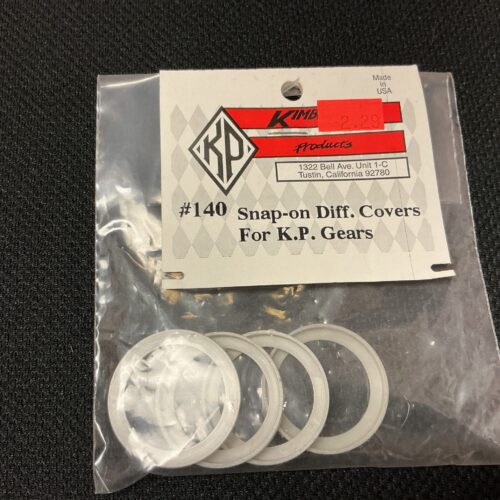 Made
in
USA
KP
2.29
Products
1322 Bell Ave. Unit 1-C
Tustin, California 92780
#140 Snap-on Diff. Covers
For K.P. Gears